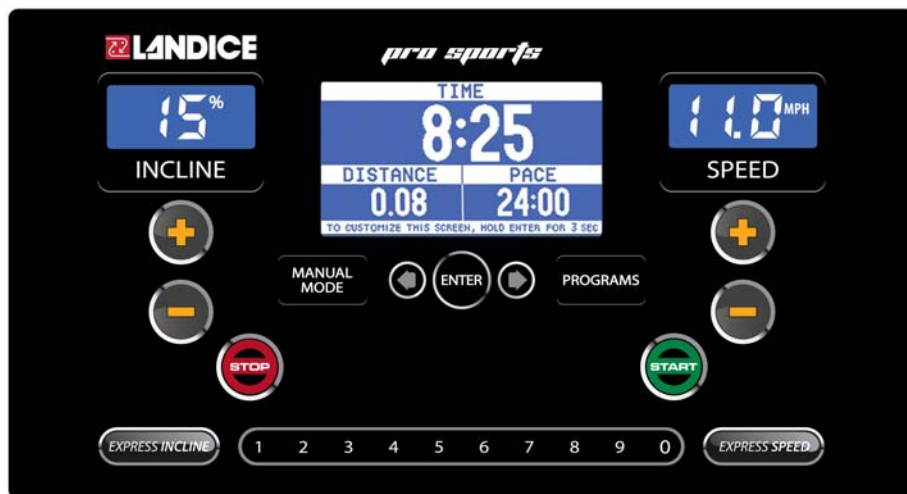 LANDICE
pro sports
15%
INCLINE
TIME
8:25
DISTANCE
0.08
PACE
24:00
TO CUSTOMIZE THIS SCREEN, HOLD ENTER FOR 3 SEC
11.0 MPH
SPEED
MANUAL
MODE
ENTER
PROGRAMS
STOP
START
EXPRESS INCLINE
1 2 3 4 5 6 7 8 9 0
EXPRESS SPEED